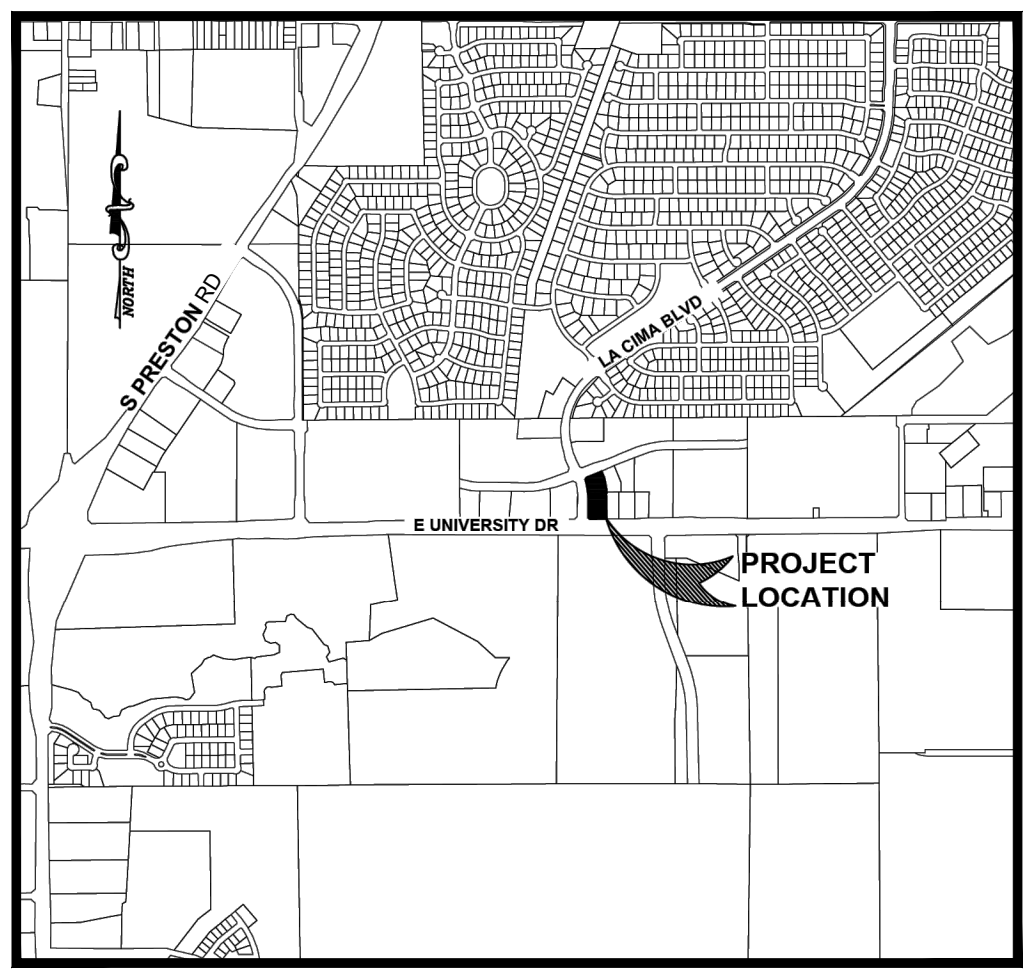 NORTH
S PRESTON RD
LA CIMA BLVD
E UNIVERSITY DR
PROJECT
LOCATION